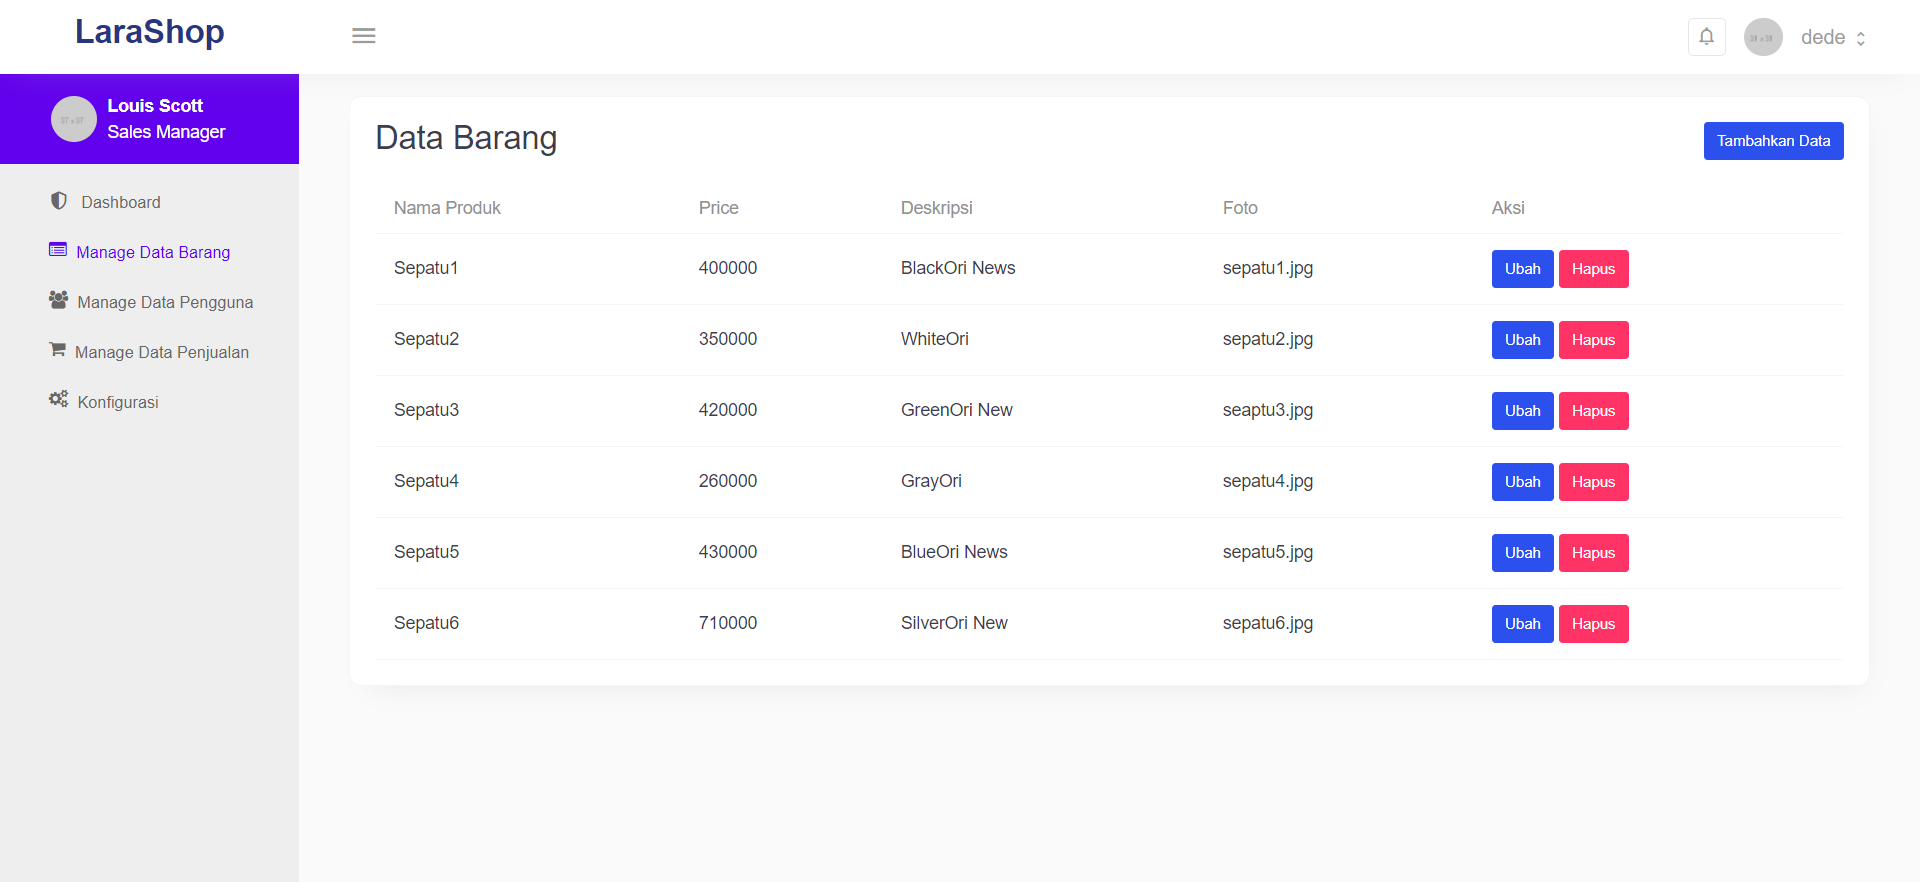 LaraShop
dede
Louis Scott
Sales Manager
Dashboard
Manage Data Barang
Manage Data Pengguna
Manage Data Penjualan
Konfigurasi
Data Barang
Tambahkan Data
Nama Produk Price Deskripsi Foto Aksi
Sepatu1 400000 BlackOri News sepatu1.jpg Ubah Hapus
Sepatu2 350000 WhiteOri sepatu2.jpg Ubah Hapus
Sepatu3 420000 GreenOri New seaptu3.jpg Ubah Hapus
Sepatu4 260000 GrayOri sepatu4.jpg Ubah Hapus
Sepatu5 430000 BlueOri News sepatu5.jpg Ubah Hapus
Sepatu6 710000 SilverOri New sepatu6.jpg Ubah Hapus